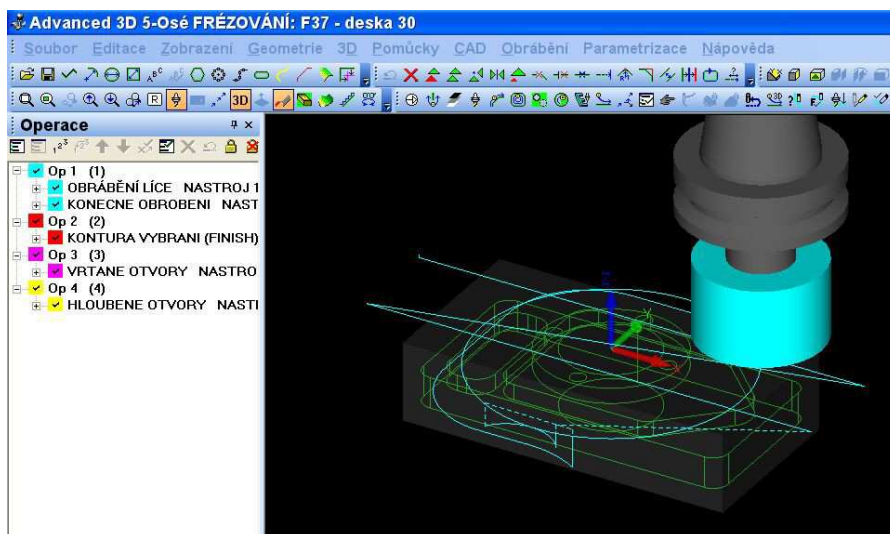 Advanced 3D 5-Osé FRÉZOVÁNÍ: F37 - deska 30
Soubor Editace Zobrazení Geometrie 3D Pomůcky CAD Obrábění Parametrizace Nápověda
3D
Operace
Op 1 (1)
OBRÁBĚNÍ LÍCE NASTROJ 1
KONECNE OBROBENI NAST
Op 2 (2)
KONTURA VYBRANI (FINISH)
Op 3 (3)
VRTANE OTVORY NASTRO
Op 4 (4)
HLOUBENE OTVORY NASTI